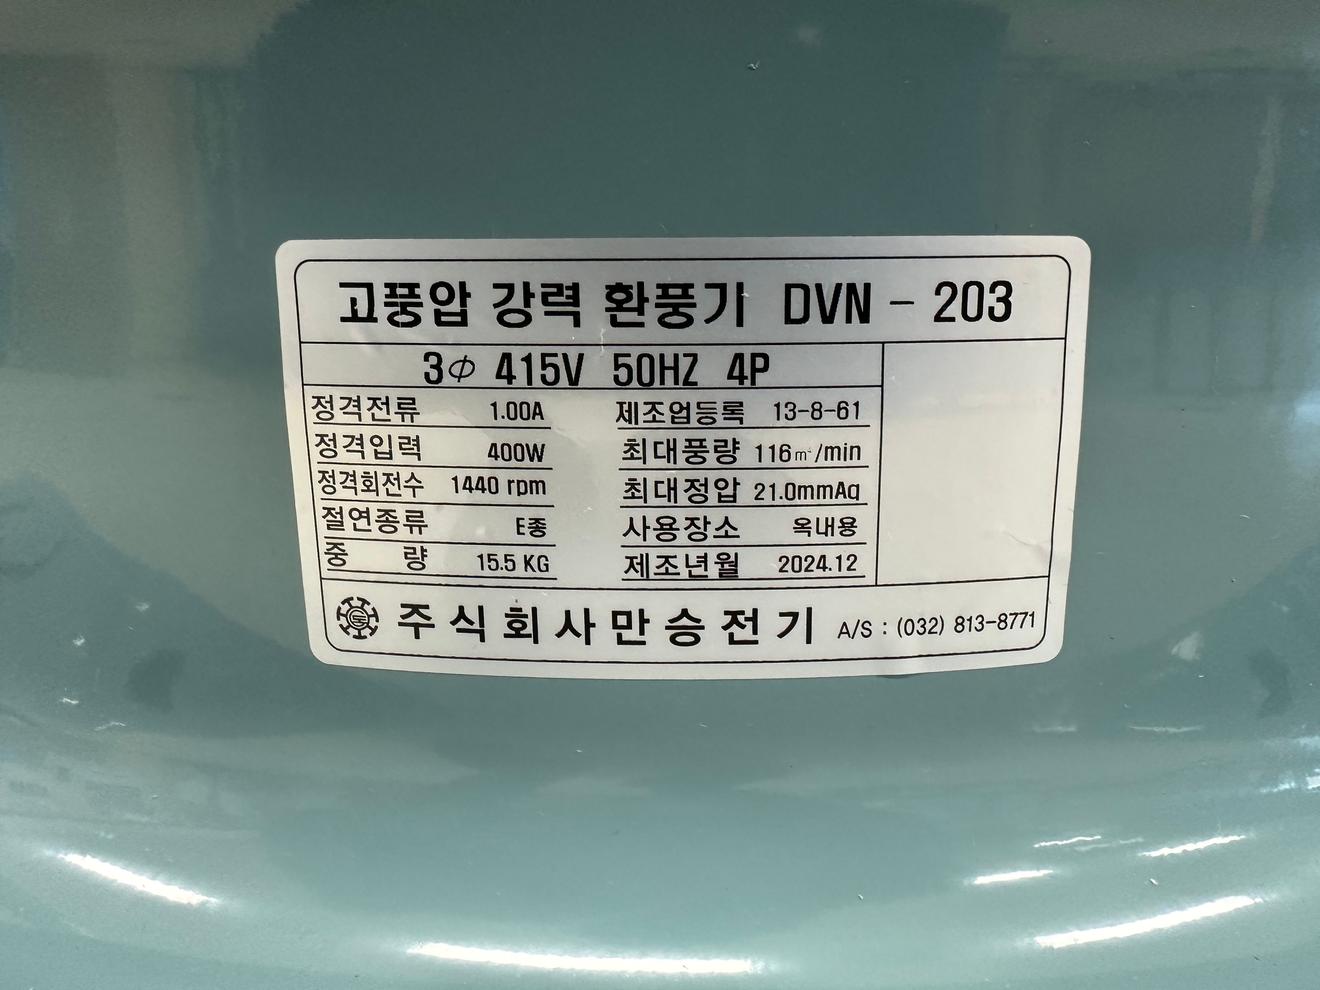 고풍압 강력 환풍기 DVN - 203
3Φ 415V 50HZ 4P
정격전류 1.00A 제조업등록 13-8-61
정격입력 400W 최대풍량 116㎥/min
정격회전수 1440 rpm 최대정압 21.0mmAq
절연종류 E종 사용장소 옥내용
중 량 15.5 KG 제조년월 2024.12
주식회사만승전기 A/S : (032) 813-8771